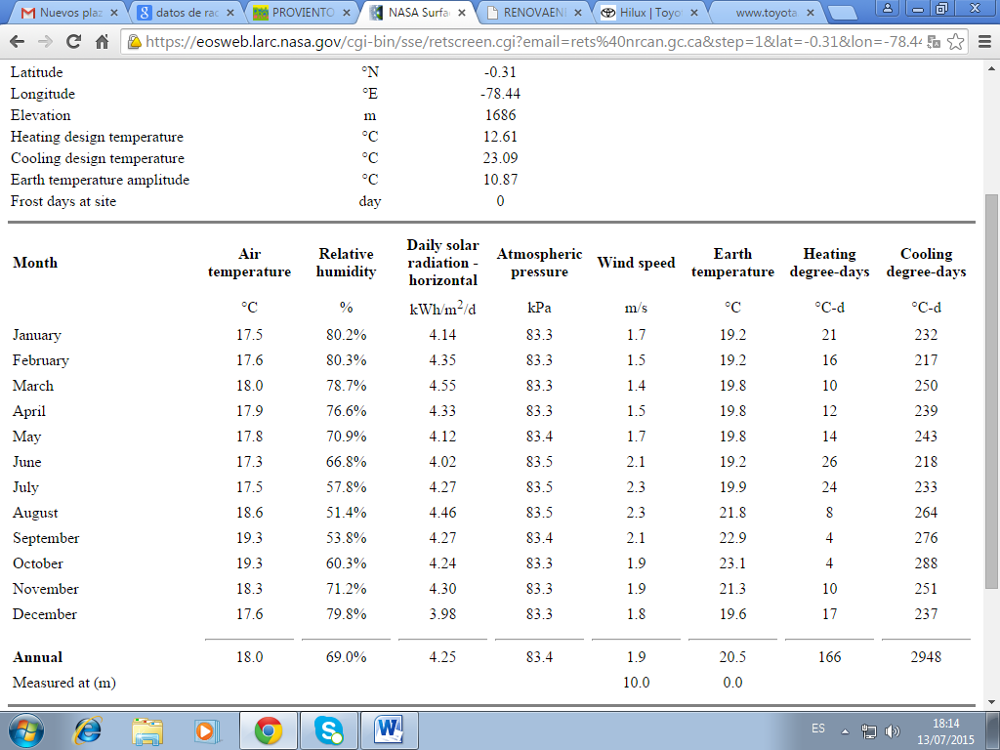 Nuevos plaz
datos de rac
PROVIENTO
NASA Surfa
RENOVAENE
Hilux | Toyo
www.toyota
https://eosweb.larc.nasa.gov/cgi-bin/sse/retscreen.cgi?email=rets%40nrcan.gc.ca&step=1&lat=-0.31&lon=-78.44
Latitude °N -0.31
Longitude °E -78.44
Elevation m 1686
Heating design temperature °C 12.61
Cooling design temperature °C 23.09
Earth temperature amplitude °C 10.87
Frost days at site day 0
Month Air temperature Relative humidity Daily solar radiation - horizontal Atmospheric pressure Wind speed Earth temperature Heating degree-days Cooling degree-days
°C % kWh/m²/d kPa m/s °C °C-d °C-d
January 17.5 80.2% 4.14 83.3 1.7 19.2 21 232
February 17.6 80.3% 4.35 83.3 1.5 19.2 16 217
March 18.0 78.7% 4.55 83.3 1.4 19.8 10 250
April 17.9 76.6% 4.33 83.3 1.5 19.8 12 239
May 17.8 70.9% 4.12 83.4 1.7 19.8 14 243
June 17.3 66.8% 4.02 83.5 2.1 19.2 26 218
July 17.5 57.8% 4.27 83.5 2.3 19.9 24 233
August 18.6 51.4% 4.46 83.5 2.3 21.8 8 264
September 19.3 53.8% 4.27 83.4 2.1 22.9 4 276
October 19.3 60.3% 4.24 83.3 1.9 23.1 4 288
November 18.3 71.2% 4.30 83.3 1.9 21.3 10 251
December 17.6 79.8% 3.98 83.3 1.8 19.6 17 237
Annual 18.0 69.0% 4.25 83.4 1.9 20.5 166 2948
Measured at (m) 10.0 0.0
ES
18:14
13/07/2015